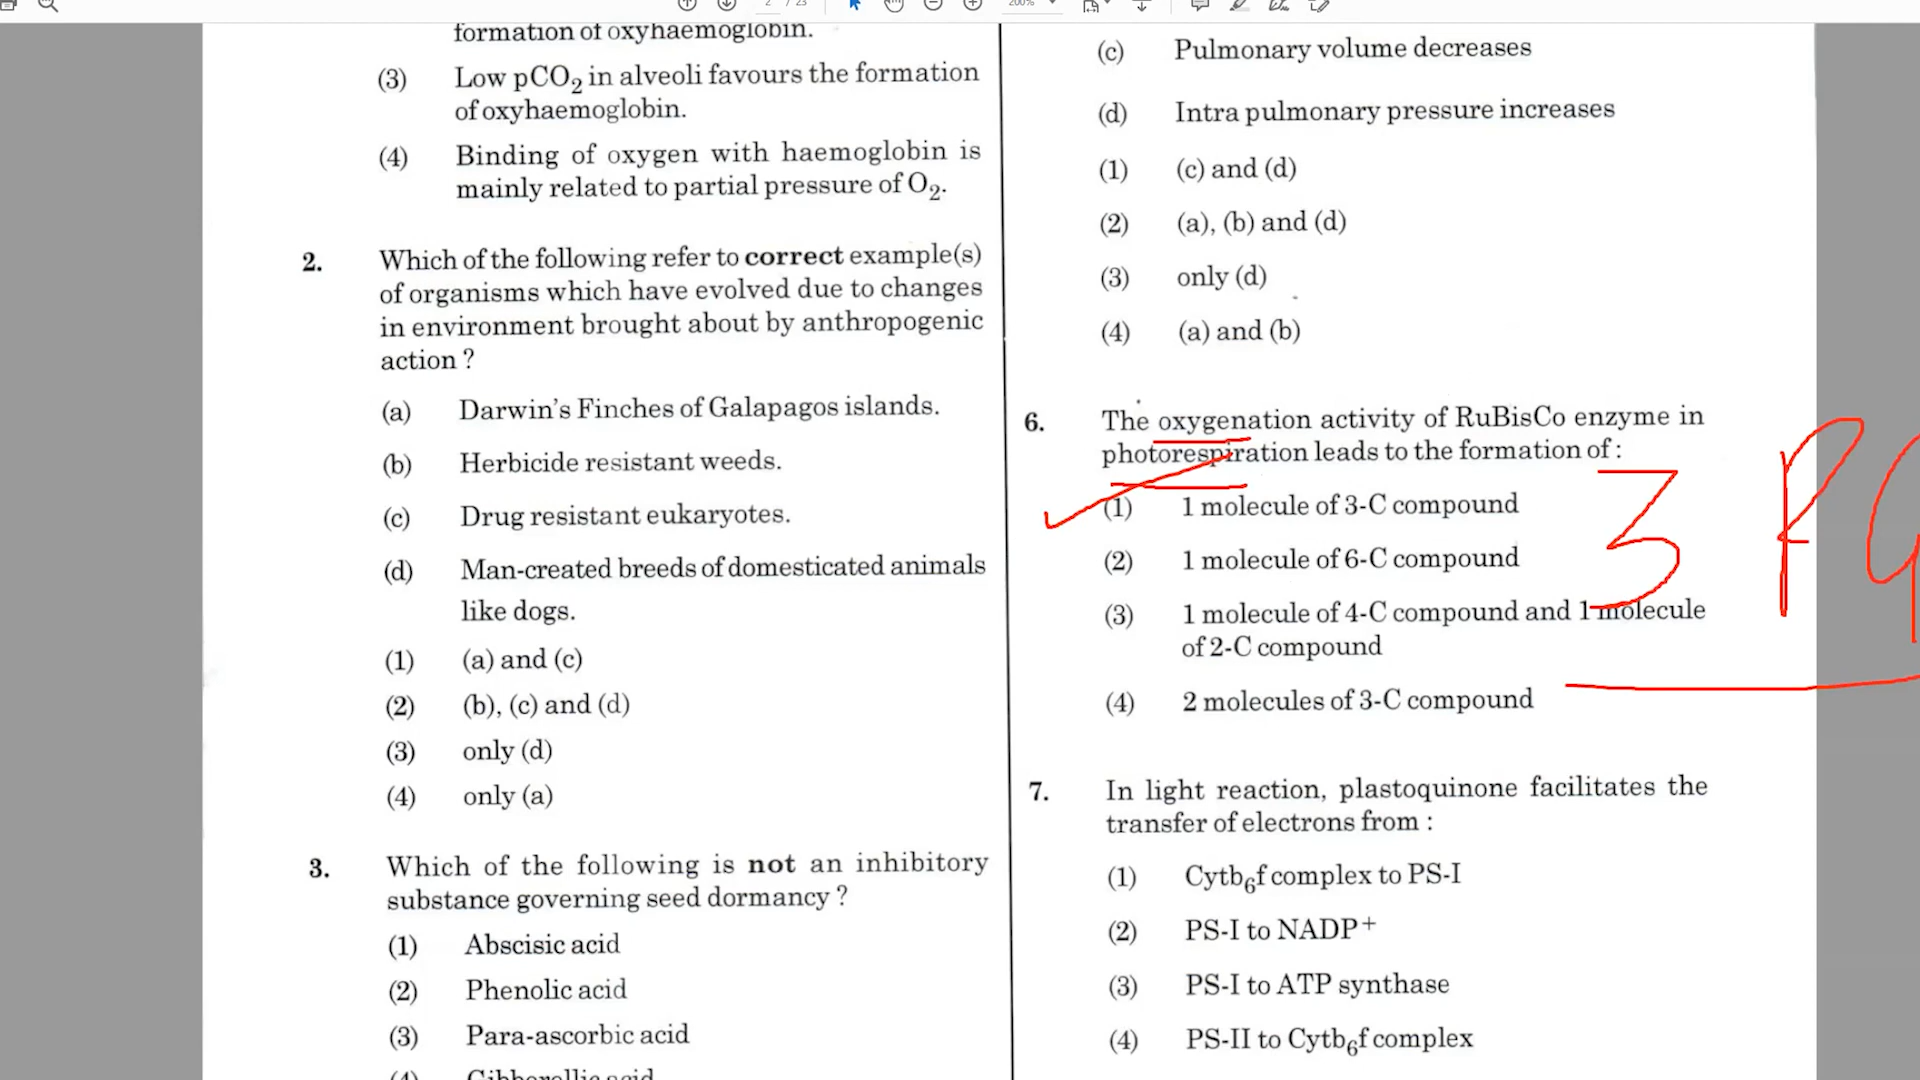 2 / 23
200%
formation of oxyhaemoglobin.
(3) Low pCO₂ in alveoli favours the formation
of oxyhaemoglobin.
(4) Binding of oxygen with haemoglobin is
mainly related to partial pressure of O₂.
2. Which of the following refer to correct example(s)
of organisms which have evolved due to changes
in environment brought about by anthropogenic
action ?
(a) Darwin's Finches of Galapagos islands.
(b) Herbicide resistant weeds.
(c) Drug resistant eukaryotes.
(d) Man-created breeds of domesticated animals
like dogs.
(1) (a) and (c)
(2) (b), (c) and (d)
(3) only (d)
(4) only (a)
3. Which of the following is not an inhibitory
substance governing seed dormancy ?
(1) Abscisic acid
(2) Phenolic acid
(3) Para-ascorbic acid
(4) Gibberellic acid
(c) Pulmonary volume decreases
(d) Intra pulmonary pressure increases
(1) (c) and (d)
(2) (a), (b) and (d)
(3) only (d)
(4) (a) and (b)
6. The oxygenation activity of RuBisCo enzyme in
photorespiration leads to the formation of :
(1) 1 molecule of 3-C compound
(2) 1 molecule of 6-C compound
(3) 1 molecule of 4-C compound and 1 molecule
of 2-C compound
(4) 2 molecules of 3-C compound
3 P
7. In light reaction, plastoquinone facilitates the
transfer of electrons from :
(1) Cytb₆f complex to PS-I
(2) PS-I to NADP⁺
(3) PS-I to ATP synthase
(4) PS-II to Cytb₆f complex